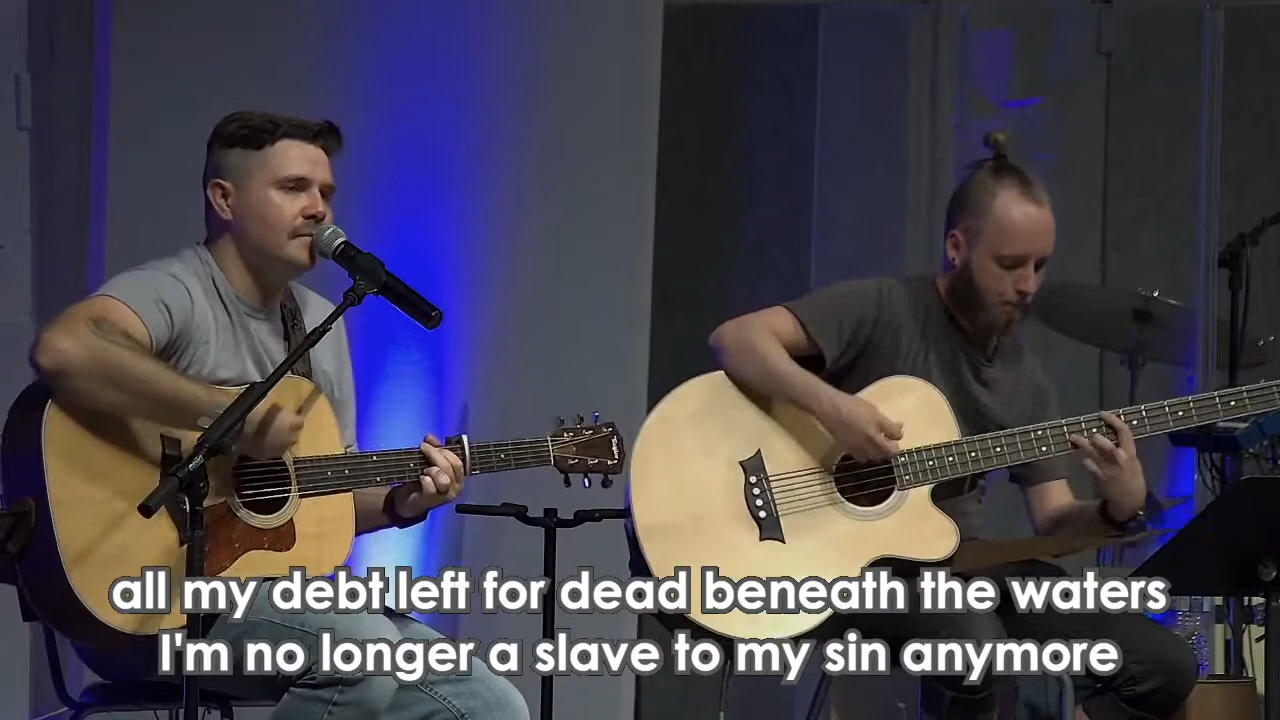 all my debt left for dead beneath the waters
I'm no longer a slave to my sin anymore